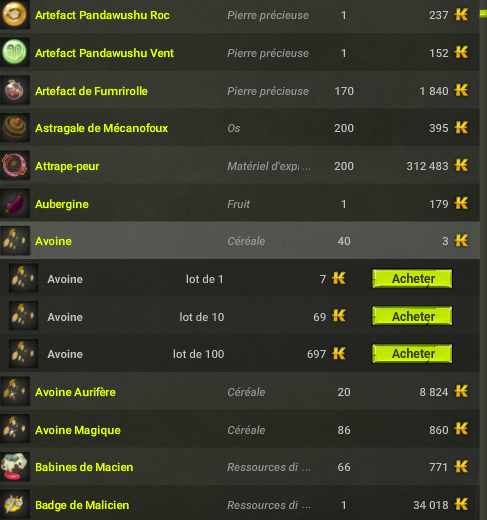 Artefact Pandawushu Roc Pierre précieuse 1 237
Artefact Pandawushu Vent Pierre précieuse 1 152
Artefact de Fumrirolle Pierre précieuse 170 1 840
Astragale de Mécanofoux Os 200 395
Attrape-peur Matériel d'expl ... 200 312 483
Aubergine Fruit 1 179
Avoine Céréale 40 3
Avoine lot de 1 7 Acheter
Avoine lot de 10 69 Acheter
Avoine lot de 100 697 Acheter
Avoine Aurifère Céréale 20 8 824
Avoine Magique Céréale 86 860
Babines de Macien Ressources di ... 66 771
Badge de Malicien Ressources di ... 1 34 018